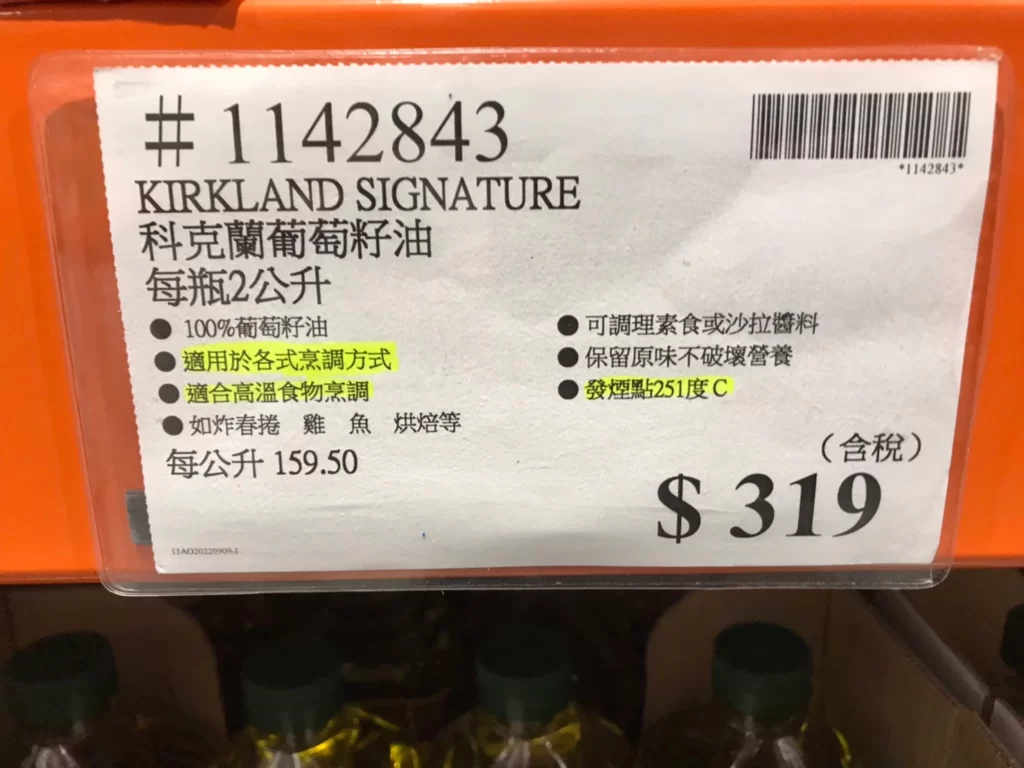 #1142843
*1142843*
KIRKLAND SIGNATURE
科克蘭葡萄籽油
每瓶2公升
● 100%葡萄籽油
● 適用於各式烹調方式
● 適合高溫食物烹調
● 如炸春捲 雞 魚 烘焙等
● 可調理素食或沙拉醬料
● 保留原味不破壞營養
● 發煙點251度C
每公升 159.50
（含稅）
$ 319
13AO20220909-1